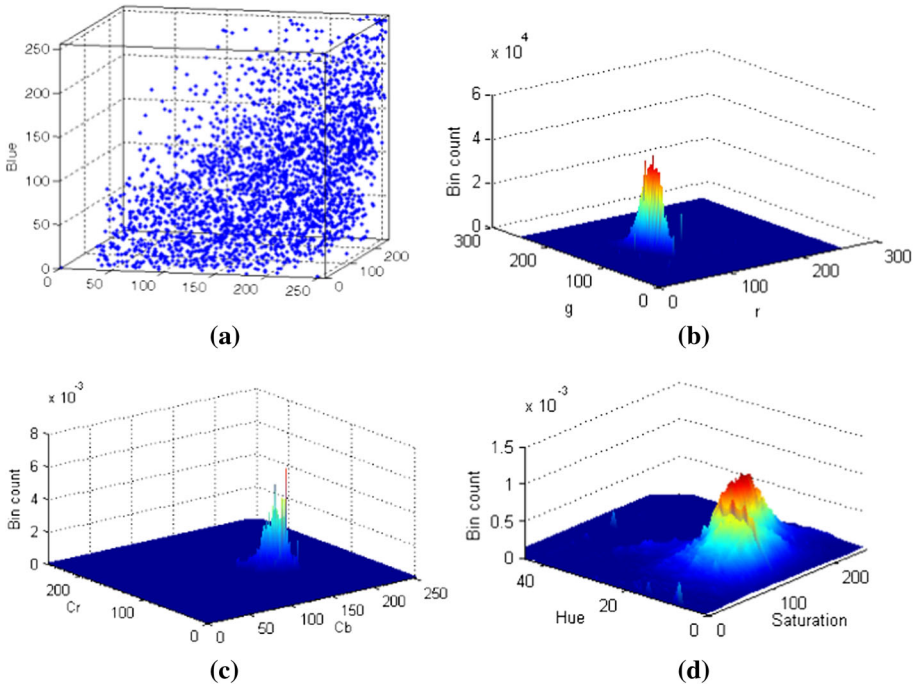 250
200
150
100
50
0
Blue
0 50 100 150 200 250
0 100 200
(a)
x 10^4
6
4
2
0
Bin count
300 200 100 0
g
0 100 200 300
r
(b)
x 10^-3
8
6
4
2
0
Bin count
200 100 0
Cr
0 50 100 150 200 250
Cb
(c)
x 10^-3
1.5
1
0.5
0
Bin count
40 20 0
Hue
0 100 200
Saturation
(d)